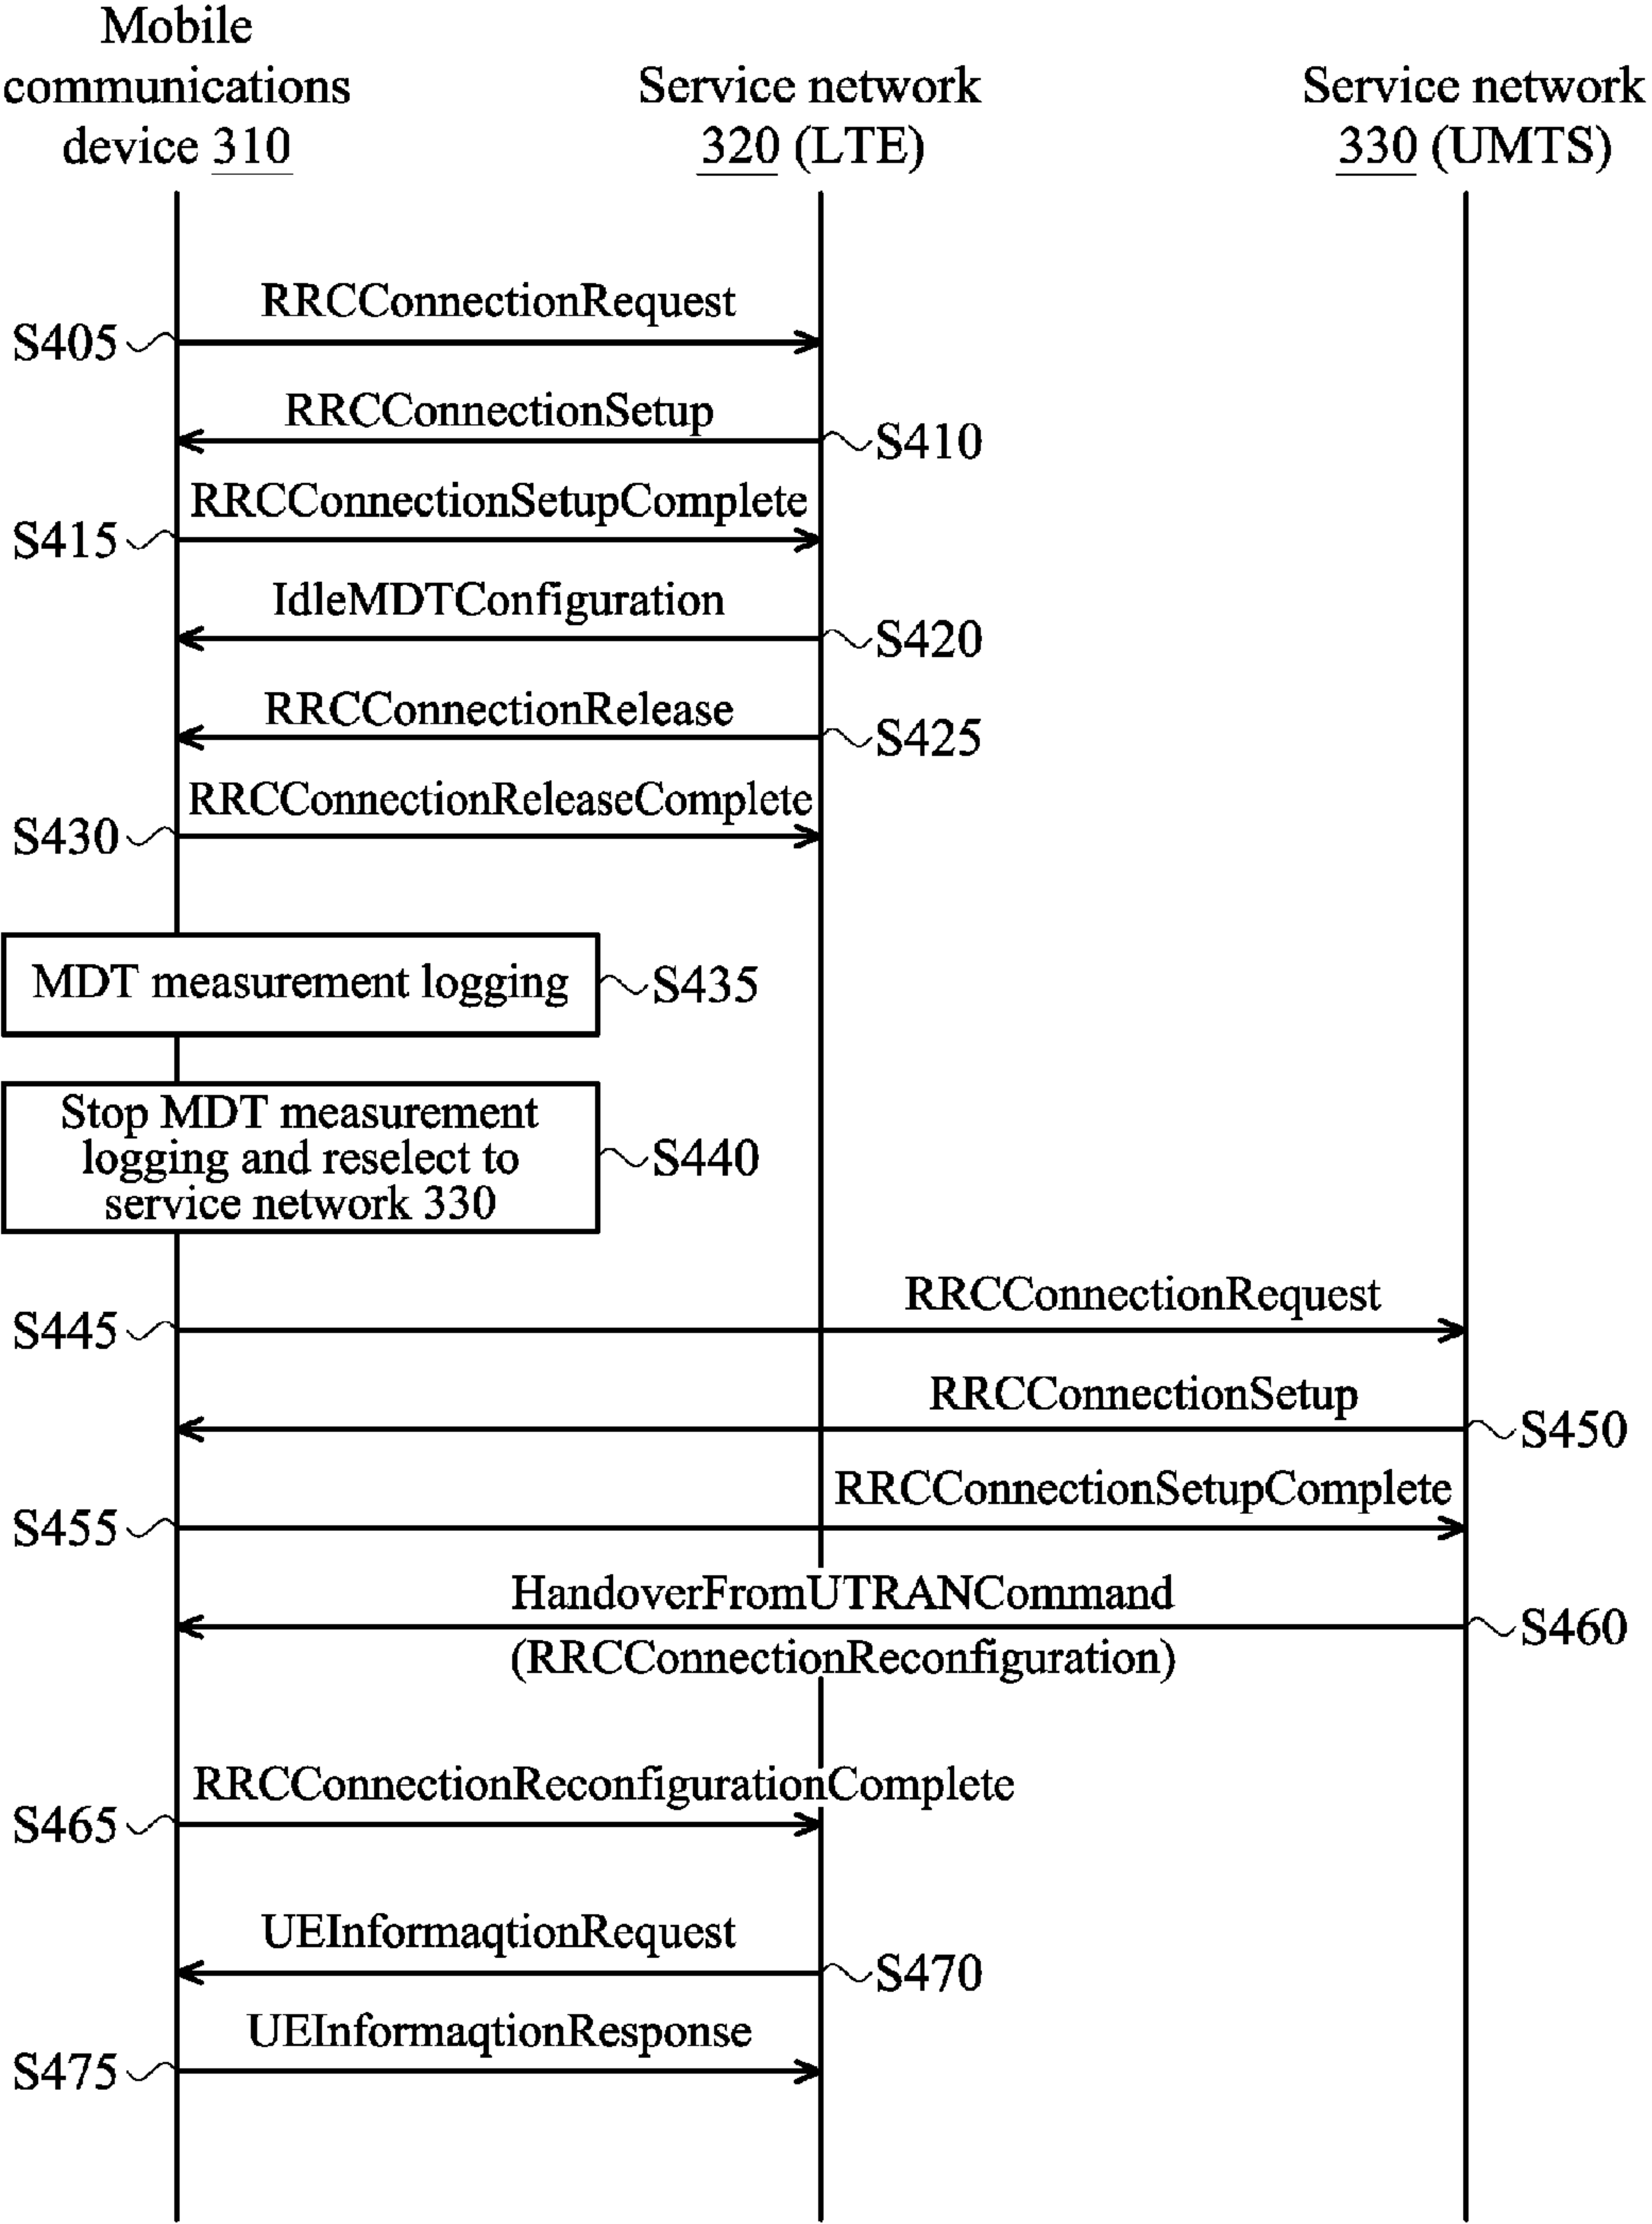 Mobile
communications
device 310
Service network
320 (LTE)
Service network
330 (UMTS)
RRCConnectionRequest
S405
RRCConnectionSetup
S410
RRCConnectionSetupComplete
S415
IdleMDTConfiguration
S420
RRCConnectionRelease
S425
RRCConnectionReleaseComplete
S430
MDT measurement logging
S435
Stop MDT measurement
logging and reselect to
service network 330
S440
RRCConnectionRequest
S445
RRCConnectionSetup
S450
RRCConnectionSetupComplete
S455
HandoverFromUTRANCommand
S460
(RRCConnectionReconfiguration)
RRCConnectionReconfigurationComplete
S465
UEInformaqtionRequest
S470
UEInformaqtionResponse
S475